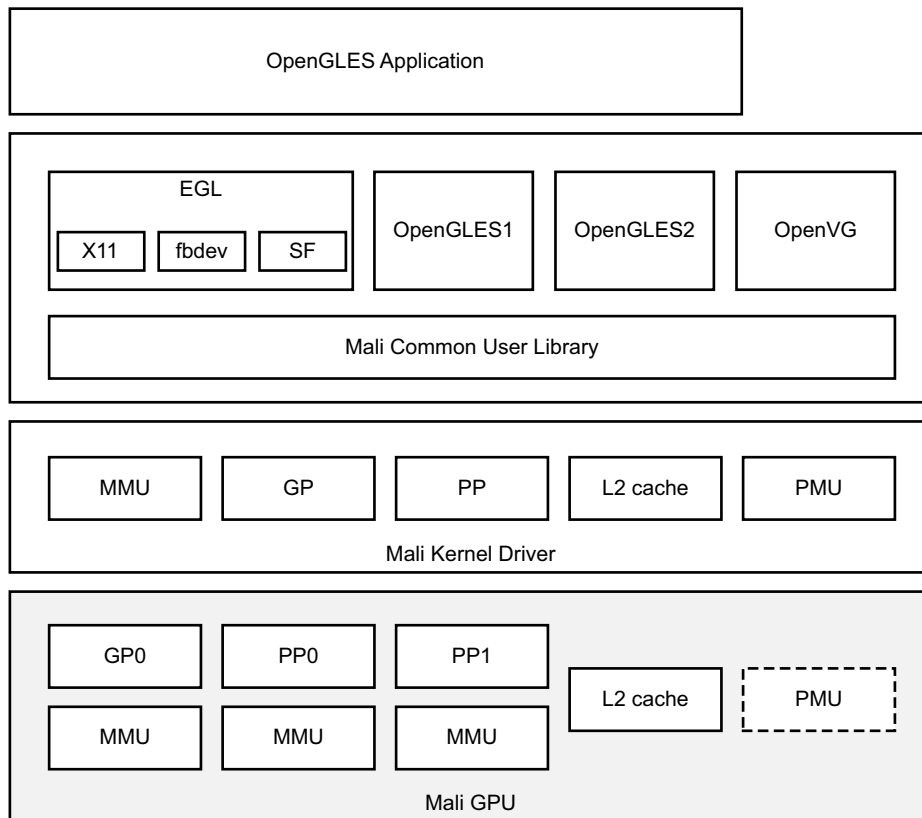 OpenGLES Application
EGL
X11 fbdev SF
OpenGLES1
OpenGLES2
OpenVG
Mali Common User Library
MMU GP PP L2 cache PMU
Mali Kernel Driver
GP0 PP0 PP1
L2 cache PMU
MMU MMU MMU
Mali GPU